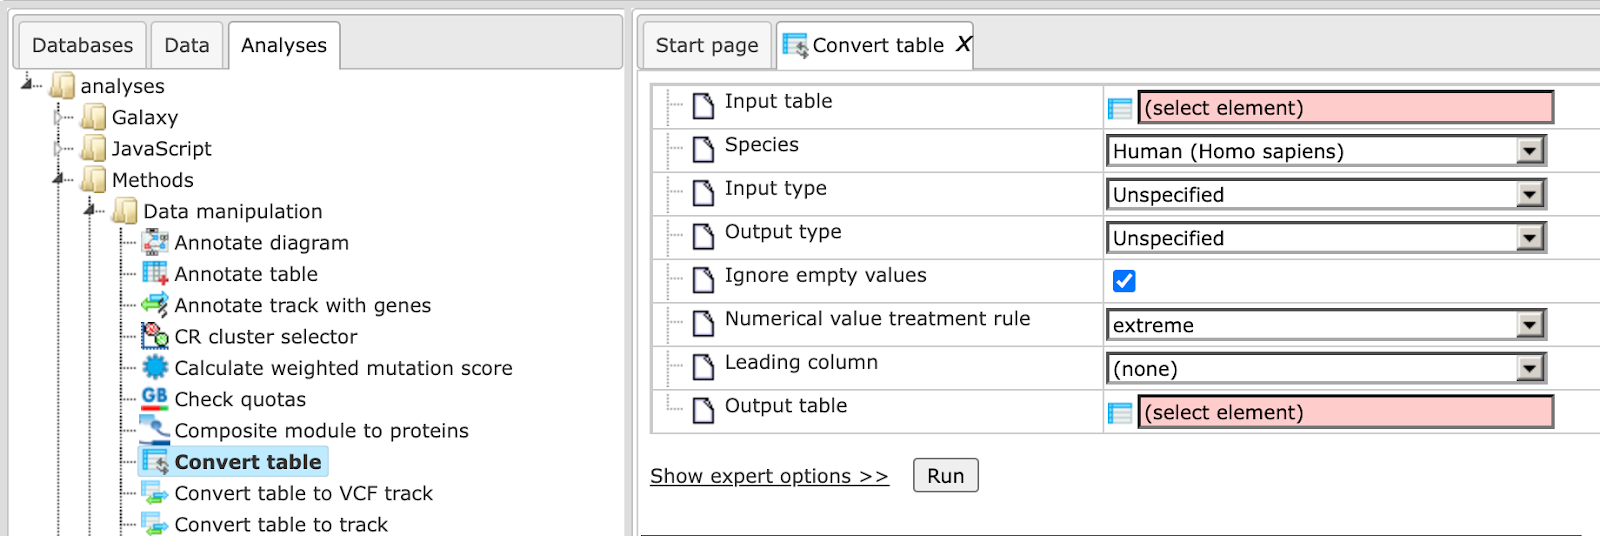 Databases
Data
Analyses
analyses
Galaxy
JavaScript
Methods
Data manipulation
Annotate diagram
Annotate table
Annotate track with genes
CR cluster selector
Calculate weighted mutation score
GB Check quotas
Composite module to proteins
Convert table
Convert table to VCF track
Convert table to track
Start page
Convert table X
Input table (select element)
Species Human (Homo sapiens)
Input type Unspecified
Output type Unspecified
Ignore empty values
Numerical value treatment rule extreme
Leading column (none)
Output table (select element)
Show expert options >> Run